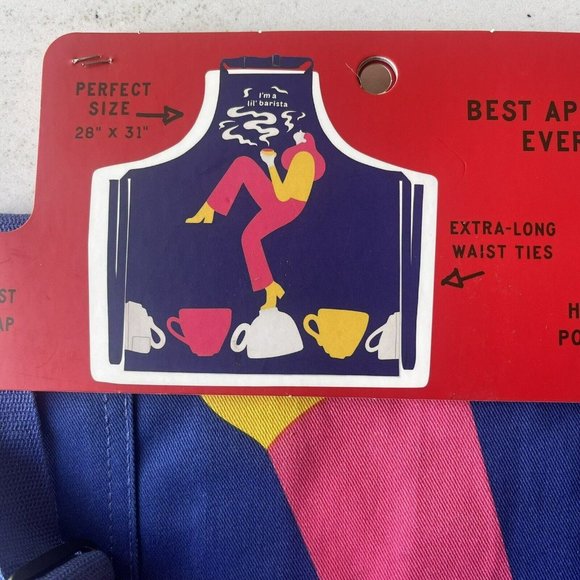 PERFECT
SIZE
28" X 31"
I'm a
lil' barista
BEST AP
EVER
EXTRA-LONG
WAIST TIES
ST
AP
H
PO